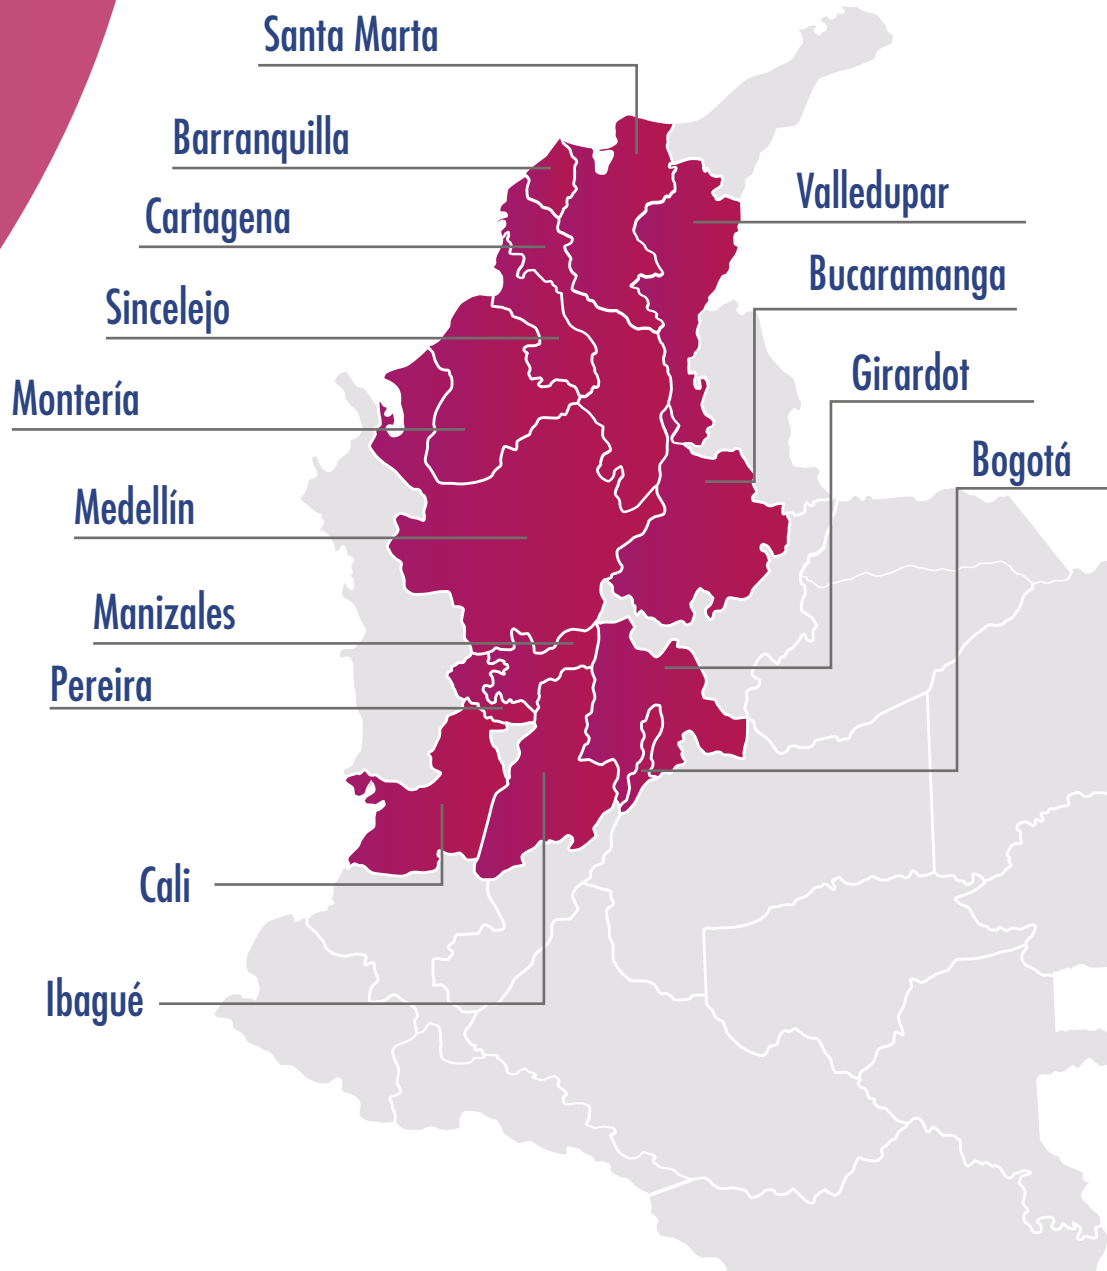 Santa Marta
Barranquilla
Valledupar
Cartagena
Bucaramanga
Sincelejo
Girardot
Montería
Bogotá
Medellín
Manizales
Pereira
Cali
Ibagué